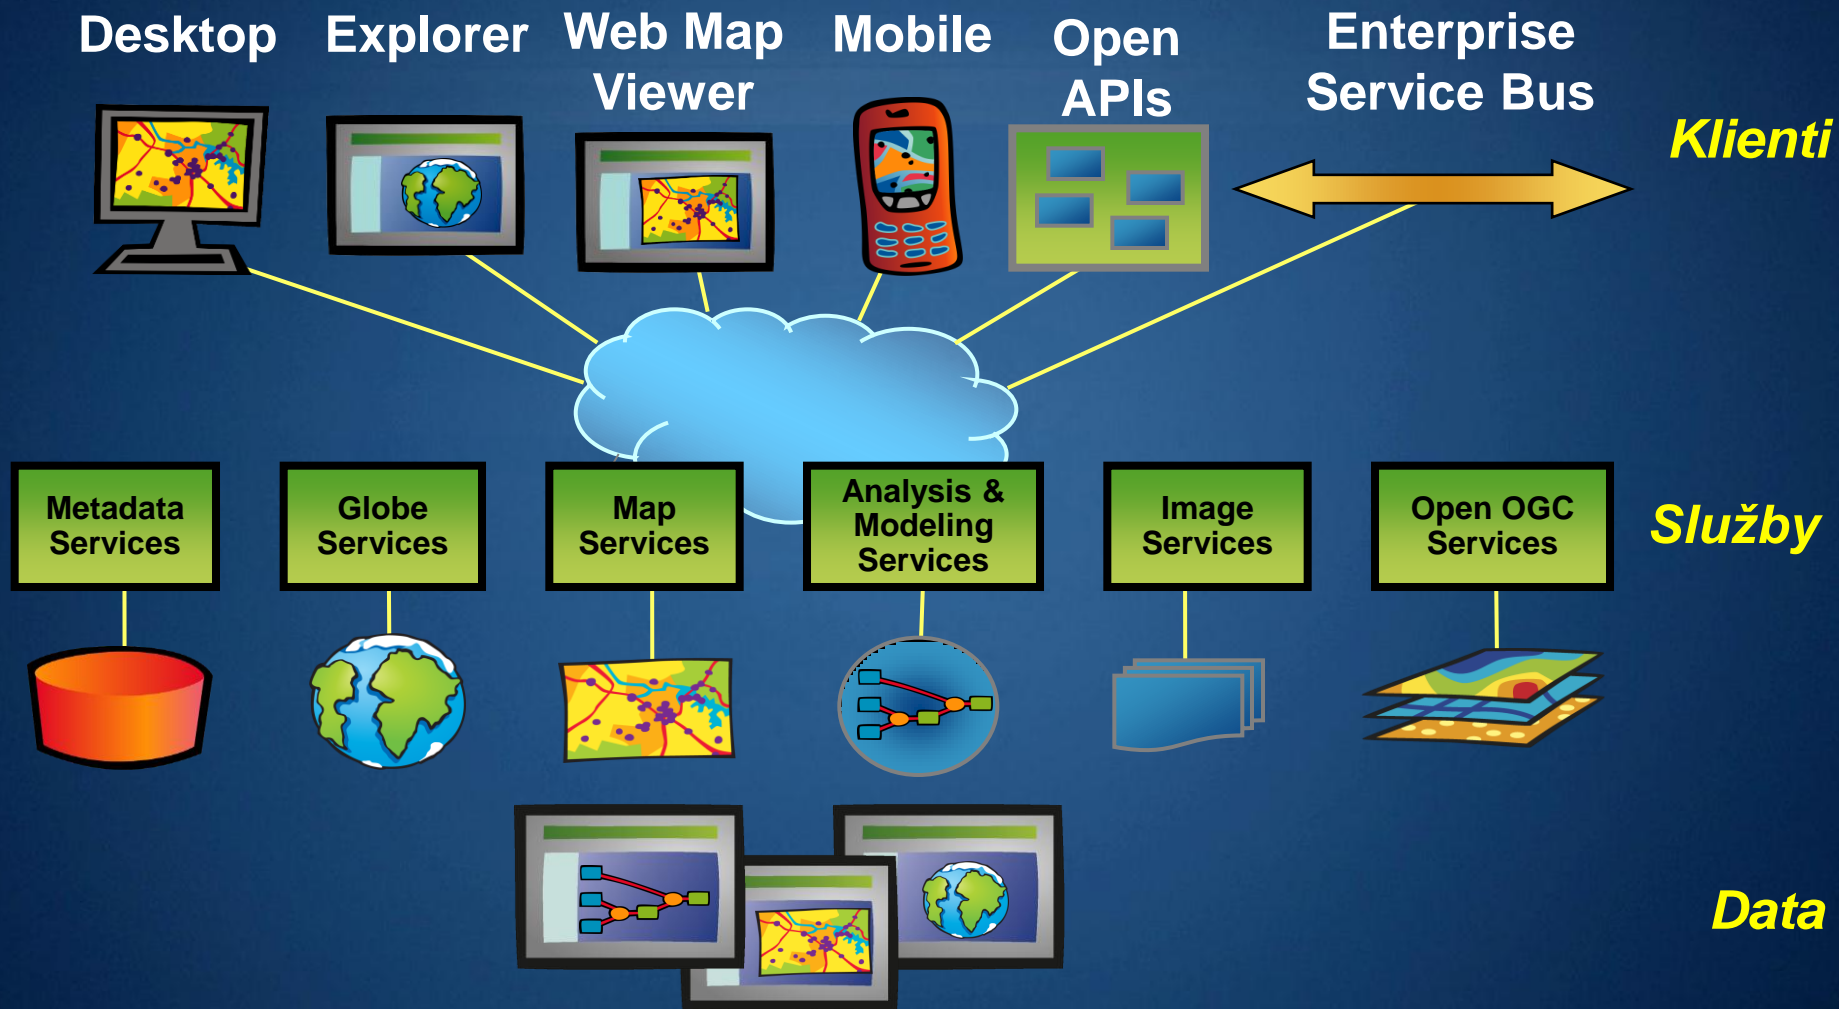 Desktop
Explorer
Web Map
Viewer
Mobile
Open
APIs
Enterprise
Service Bus
Klienti
Metadata
Services
Globe
Services
Map
Services
Analysis &
Modeling
Services
Image
Services
Open OGC
Services
Služby
Data